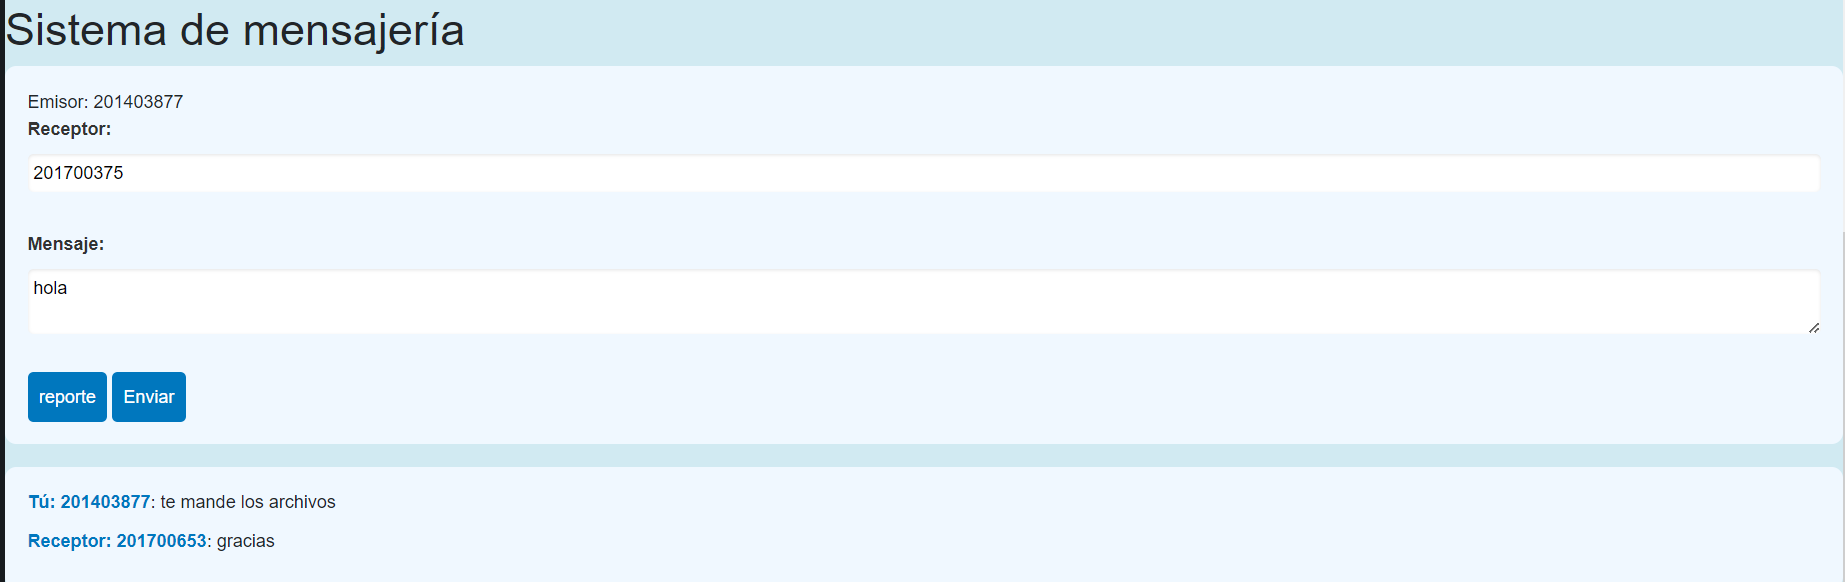 Sistema de mensajería
Emisor: 201403877
Receptor:
201700375
Mensaje:
hola
reporte Enviar
Tú: 201403877: te mande los archivos
Receptor: 201700653: gracias